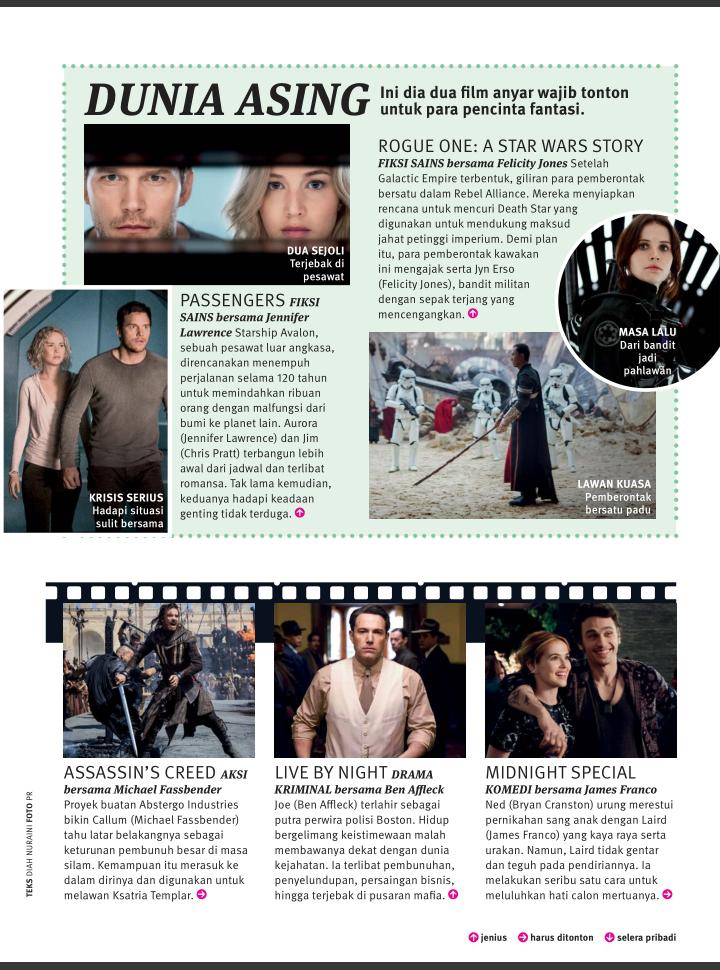 DUNIA ASING
Ini dia dua film anyar wajib tonton
untuk para pencinta fantasi.
DUA SEJOLI
Terjebak di
pesawat
KRISIS SERIUS
Hadapi situasi
sulit bersama
PASSENGERS FIKSI
SAINS bersama Jennifer
Lawrence Starship Avalon,
sebuah pesawat luar angkasa,
direncanakan menempuh
perjalanan selama 120 tahun
untuk memindahkan ribuan
orang dengan malfungsi dari
bumi ke planet lain. Aurora
(Jennifer Lawrence) dan Jim
(Chris Pratt) terbangun lebih
awal dari jadwal dan terlibat
romansa. Tak lama kemudian,
keduanya hadapi keadaan
genting tidak terduga.
ROGUE ONE: A STAR WARS STORY
FIKSI SAINS bersama Felicity Jones Setelah
Galactic Empire terbentuk, giliran para pemberontak
bersatu dalam Rebel Alliance. Mereka menyiapkan
rencana untuk mencuri Death Star yang
digunakan untuk mendukung maksud
jahat petinggi imperium. Demi plan
itu, para pemberontak kawakan
ini mengajak serta Jyn Erso
(Felicity Jones), bandit militan
dengan sepak terjang yang
mencengangkan.
MASA LALU
Dari bandit
jadi
pahlawan
LAWAN KUASA
Pemberontak
bersatu padu
ASSASSIN'S CREED AKSI
bersama Michael Fassbender
Proyek buatan Abstergo Industries
bikin Callum (Michael Fassbender)
tahu latar belakangnya sebagai
keturunan pembunuh besar di masa
silam. Kemampuan itu merasuk ke
dalam dirinya dan digunakan untuk
melawan Ksatria Templar.
LIVE BY NIGHT DRAMA
KRIMINAL bersama Ben Affleck
Joe (Ben Affleck) terlahir sebagai
putra perwira polisi Boston. Hidup
bergelimang keistimewaan malah
membawanya dekat dengan dunia
kejahatan. Ia terlibat pembunuhan,
penyelundupan, persaingan bisnis,
hingga terjebak di pusaran mafia.
MIDNIGHT SPECIAL
KOMEDI bersama James Franco
Ned (Bryan Cranston) urung merestui
pernikahan sang anak dengan Laird
(James Franco) yang kaya raya serta
urakan. Namun, Laird tidak gentar
dan teguh pada pendiriannya. Ia
melakukan seribu satu cara untuk
meluluhkan hati calon mertuanya.
TEKS DIAH NURAINI FOTO PR
jenius harus ditonton selera pribadi